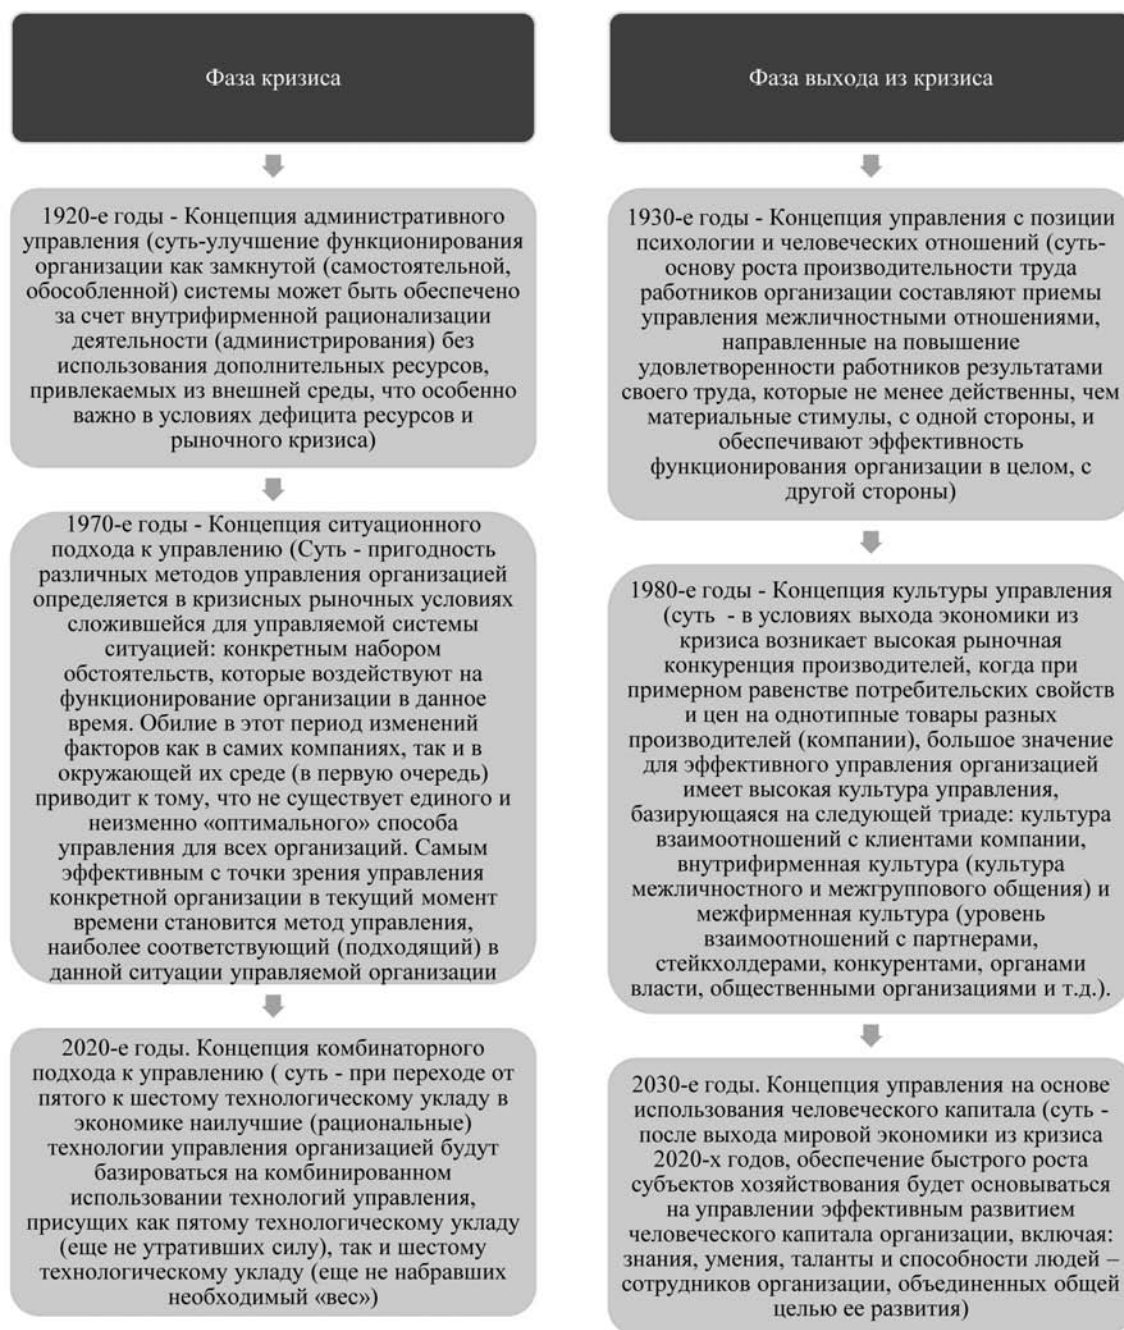 Фаза кризиса
1920-е годы - Концепция административного
управления (суть-улучшение функционирования
организации как замкнутой (самостоятельной,
обособленной) системы может быть обеспечено
за счет внутрифирменной рационализации
деятельности (администрирования) без
использования дополнительных ресурсов,
привлекаемых из внешней среды, что особенно
важно в условиях дефицита ресурсов и
рыночного кризиса)
1970-е годы - Концепция ситуационного
подхода к управлению (Суть - пригодность
различных методов управления организацией
определяется в кризисных рыночных условиях
сложившейся для управляемой системы
ситуацией: конкретным набором
обстоятельств, которые воздействуют на
функционирование организации в данное
время. Обилие в этот период изменений
факторов как в самих компаниях, так и в
окружающей их среде (в первую очередь)
приводит к тому, что не существует единого и
неизменно «оптимального» способа
управления для всех организаций. Самым
эффективным с точки зрения управления
конкретной организации в текущий момент
времени становится метод управления,
наиболее соответствующий (подходящий) в
данной ситуации управляемой организации
2020-е годы. Концепция комбинаторного
подхода к управлению ( суть - при переходе от
пятого к шестому технологическому укладу в
экономике наилучшие (рациональные)
технологии управления организацией будут
базироваться на комбинированном
использовании технологий управления,
присущих как пятому технологическому укладу
(еще не утративших силу), так и шестому
технологическому укладу (еще не набравших
необходимый «вес»)
Фаза выхода из кризиса
1930-е годы - Концепция управления с позиции
психологии и человеческих отношений (суть-
основу роста производительности труда
работников организации составляют приемы
управления межличностными отношениями,
направленные на повышение
удовлетворенности работников результатами
своего труда, которые не менее действенны, чем
материальные стимулы, с одной стороны, и
обеспечивают эффективность
функционирования организации в целом, с
другой стороны)
1980-е годы - Концепция культуры управления
(суть - в условиях выхода экономики из
кризиса возникает высокая рыночная
конкуренция производителей, когда при
примерном равенстве потребительских свойств
и цен на однотипные товары разных
производителей (компании), большое значение
для эффективного управления организацией
имеет высокая культура управления,
базирующаяся на следующей триаде: культура
взаимоотношений с клиентами компании,
внутрифирменная культура (культура
межличностного и межгруппового общения) и
межфирменная культура (уровень
взаимоотношений с партнерами,
стейкхолдерами, конкурентами, органами
власти, общественными организациями и т.д.).
2030-е годы. Концепция управления на основе
использования человеческого капитала (суть -
после выхода мировой экономики из кризиса
2020-х годов, обеспечение быстрого роста
субъектов хозяйствования будет основываться
на управлении эффективным развитием
человеческого капитала организации, включая:
знания, умения, таланты и способности людей –
сотрудников организации, объединенных общей
целью ее развития)